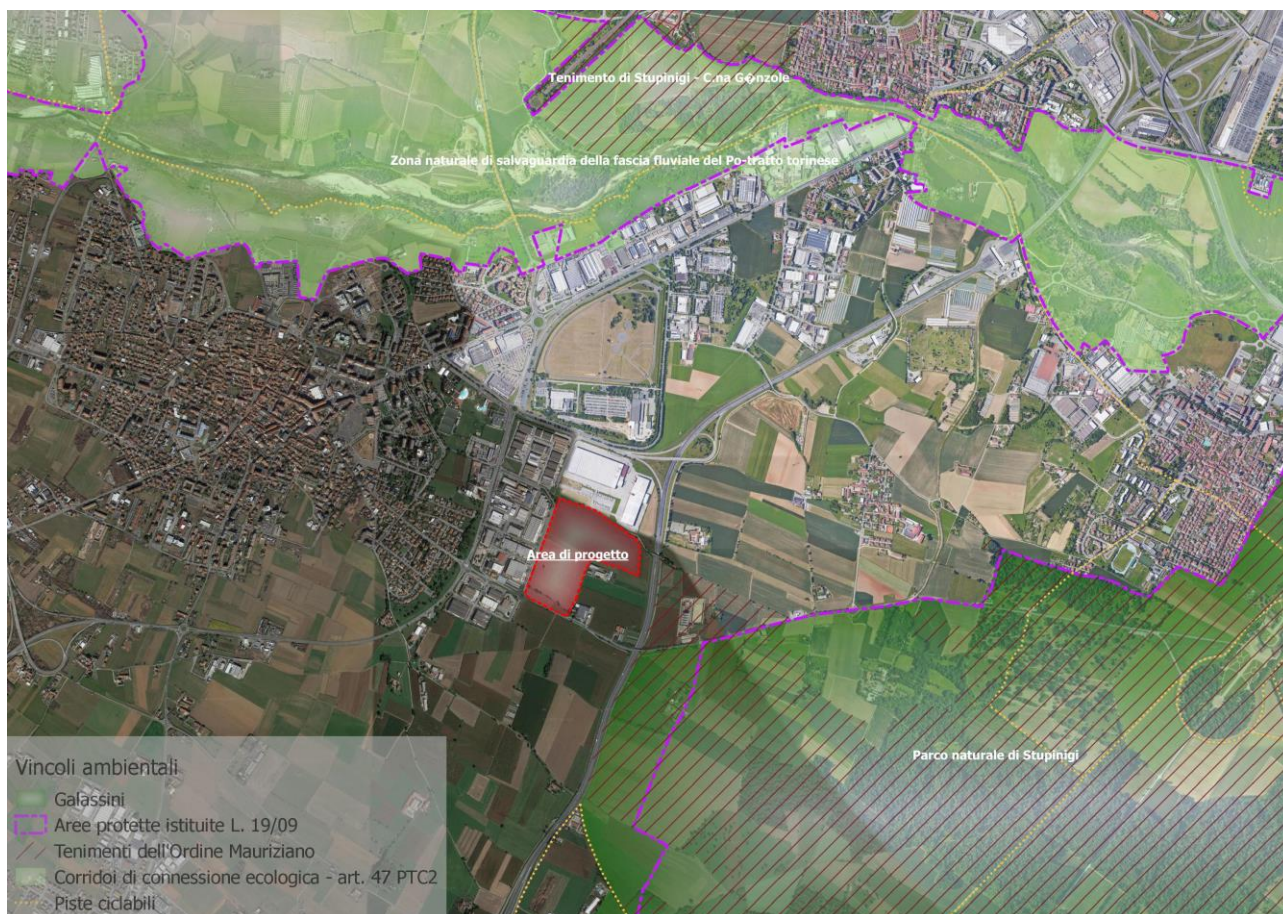 Tenimento di Stupinigi - C.na G�nzole
Zona naturale di salvaguardia della fascia fluviale del Po-tratto torinese
Area di progetto
Parco naturale di Stupinigi
Vincoli ambientali
Galassini
Aree protette istituite L. 19/09
Tenimenti dell'Ordine Mauriziano
Corridoi di connessione ecologica - art. 47 PTC2
Piste ciclabili